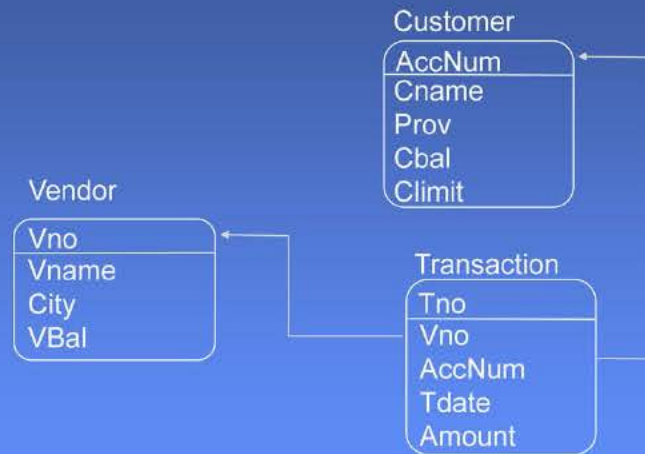 Customer
AccNum
Cname
Prov
Cbal
Climit
Vendor
Vno
Vname
City
VBal
Transaction
Tno
Vno
AccNum
Tdate
Amount